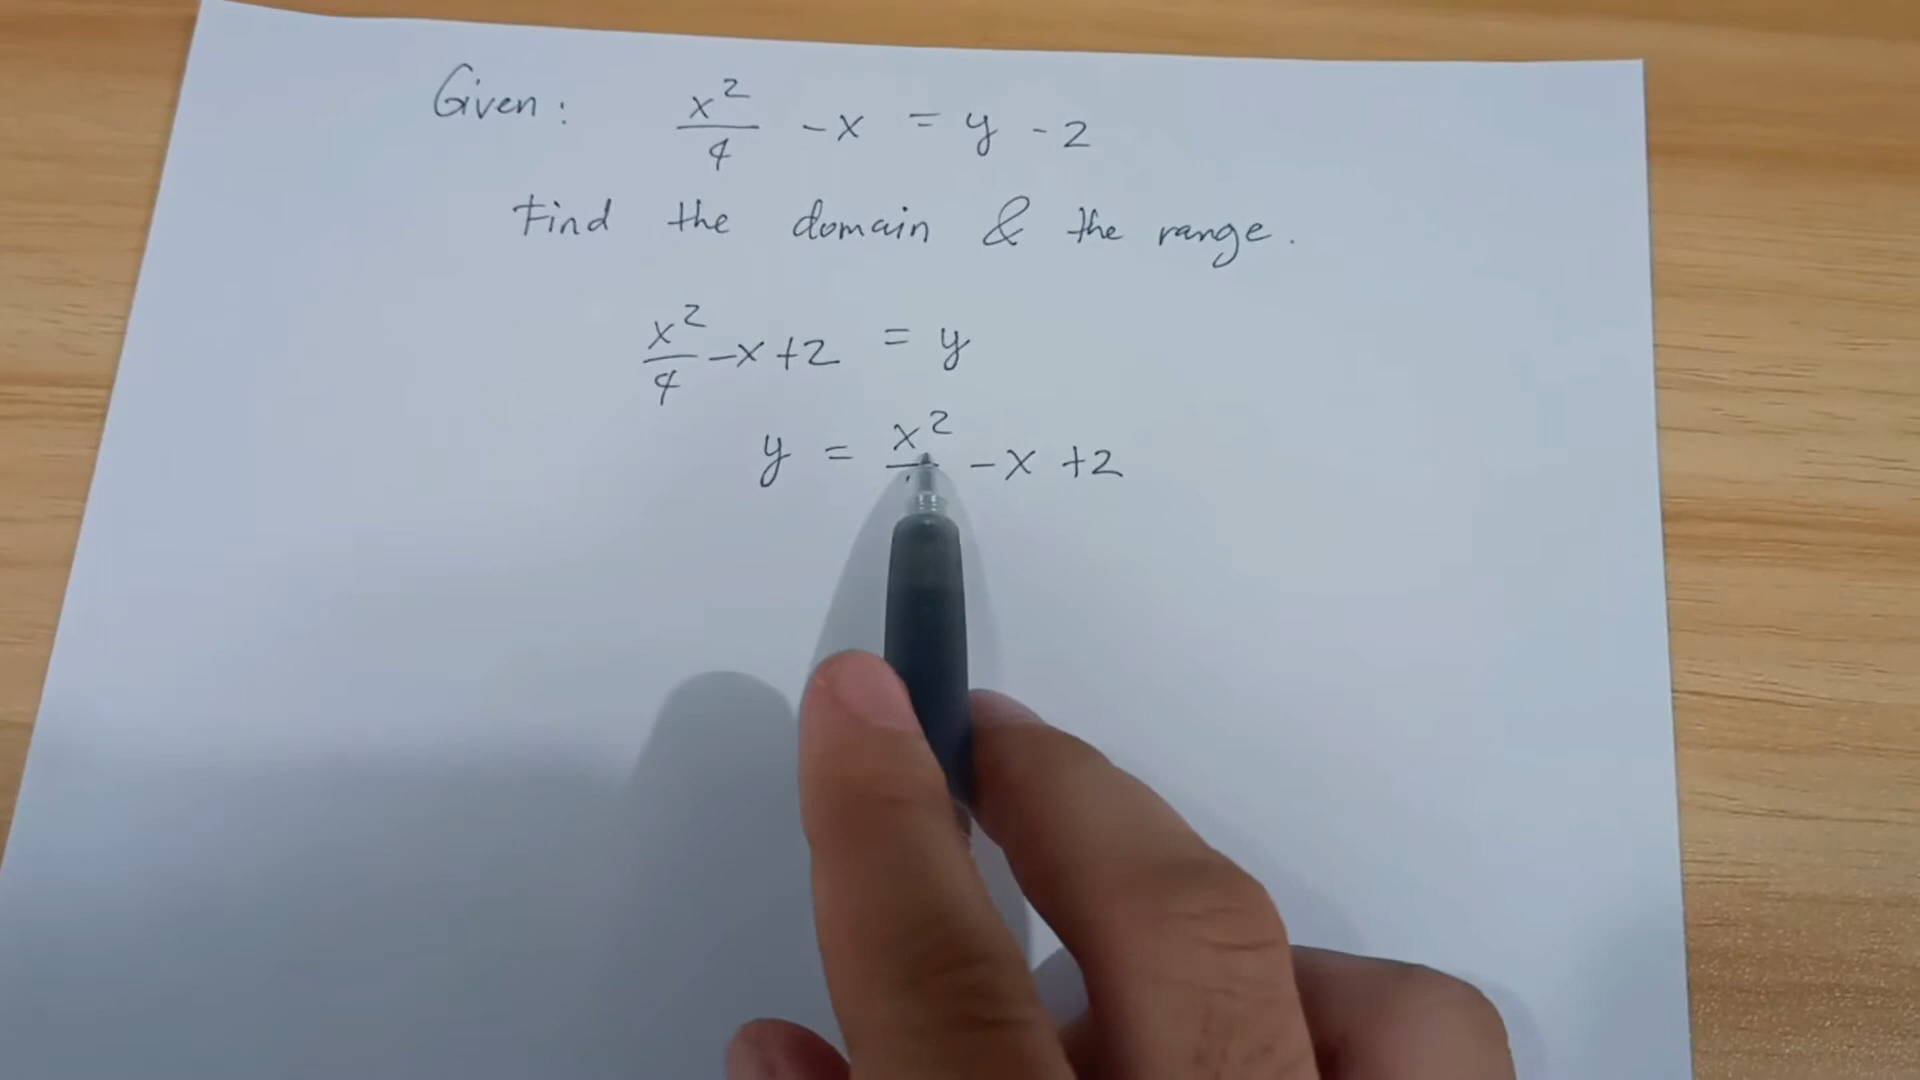 Given: x²/4 - x = y - 2
Find the domain & the range.
x²/4 - x + 2 = y
y = x²/ - x + 2